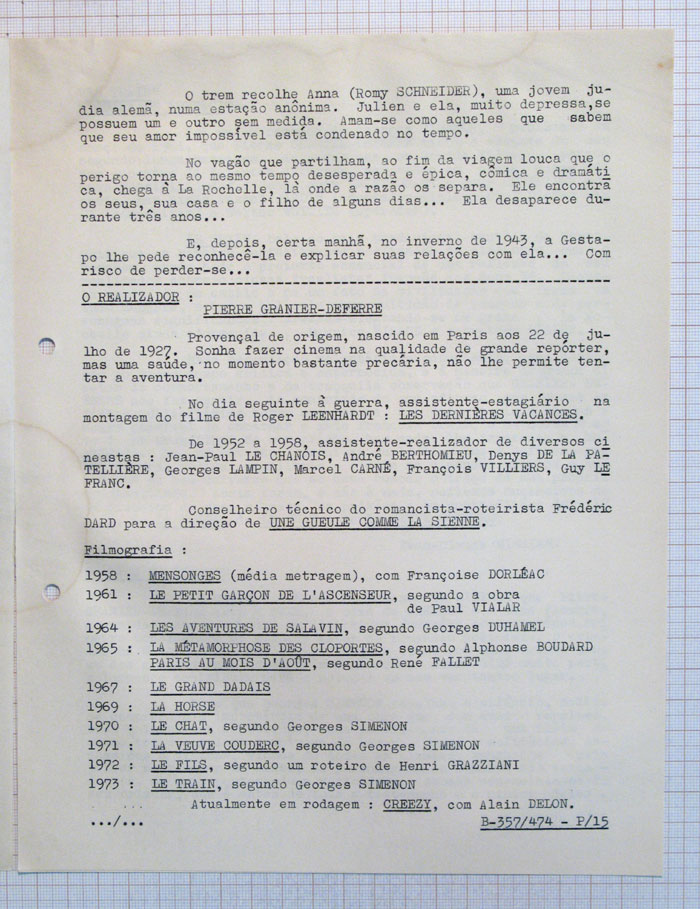 O trem recolhe Anna (Romy SCHNEIDER), uma jovem ju-
dia alemã, numa estação anônima. Julien e ela, muito depressa,se
possuem um e outro sem medida. Amam-se como aqueles que sabem
que seu amor impossível está condenado no tempo.
No vagão que partilham, ao fim da viagem louca que o
perigo torna ao mesmo tempo desesperada e épica, cômica e dramáti
ca, chega à La Rochelle, là onde a razão os separa. Ele encontra
os seus, sua casa e o filho de alguns dias... Ela desaparece du-
rante três anos...
E, depois, certa manhã, no inverno de 1943, a Gesta-
po lhe pede reconhecê-la e explicar suas relações com ela... Com
risco de perder-se...
O REALIZADOR :
PIERRE GRANIER-DEFERRE
Provençal de origem, nascido em Paris aos 22 de ju-
lho de 1927. Sonha fazer cinema na qualidade de grande repórter,
mas uma saúde, no momento bastante precária, não lhe permite ten-
tar a aventura.
No dia seguinte à guerra, assistente-estagiário na
montagem do filme de Roger LEENHARDT : LES DERNIÈRES VACANCES.
De 1952 a 1958, assistente-realizador de diversos ci
neastas : Jean-Paul LE CHANOIS, André BERTHOMIEU, Denys DE LA PA-
TELLIÈRE, Georges LAMPIN, Marcel CARNÉ, François VILLIERS, Guy LE
FRANC.
Conselheiro técnico do romancista-roteirista Frédéric
DARD para a direção de UNE GUEULE COMME LA SIENNE.
Filmografia :
1958 : MENSONGES (média metragem), com Françoise DORLÉAC
1961 : LE PETIT GARÇON DE L'ASCENSEUR, segundo a obra
de Paul VIALAR
1964 : LES AVENTURES DE SALAVIN, segundo Georges DUHAMEL
1965 : LA MÉTAMORPHOSE DES CLOPORTES, segundo Alphonse BOUDARD
PARIS AU MOIS D'AOÛT, segundo René FALLET
1967 : LE GRAND DADAIS
1969 : LA HORSE
1970 : LE CHAT, segundo Georges SIMENON
1971 : LA VEUVE COUDERC, segundo Georges SIMENON
1972 : LE FILS, segundo um roteiro de Henri GRAZZIANI
1973 : LE TRAIN, segundo Georges SIMENON
Atualmente em rodagem : CREEZY, com Alain DELON.
.../... B-357/474 - P/15